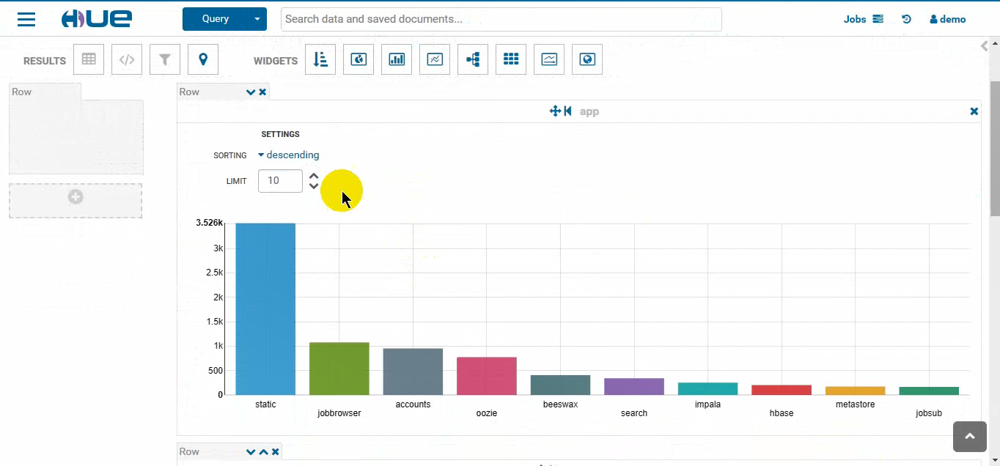 HUE Query Search data and saved documents... Jobs demo
RESULTS WIDGETS
Row
Row
app
SETTINGS
SORTING descending
LIMIT 10
3.526k
3k
2.5k
2k
1.5k
1k
500
0
static jobbrowser accounts oozie beeswax search impala hbase metastore jobsub
Row